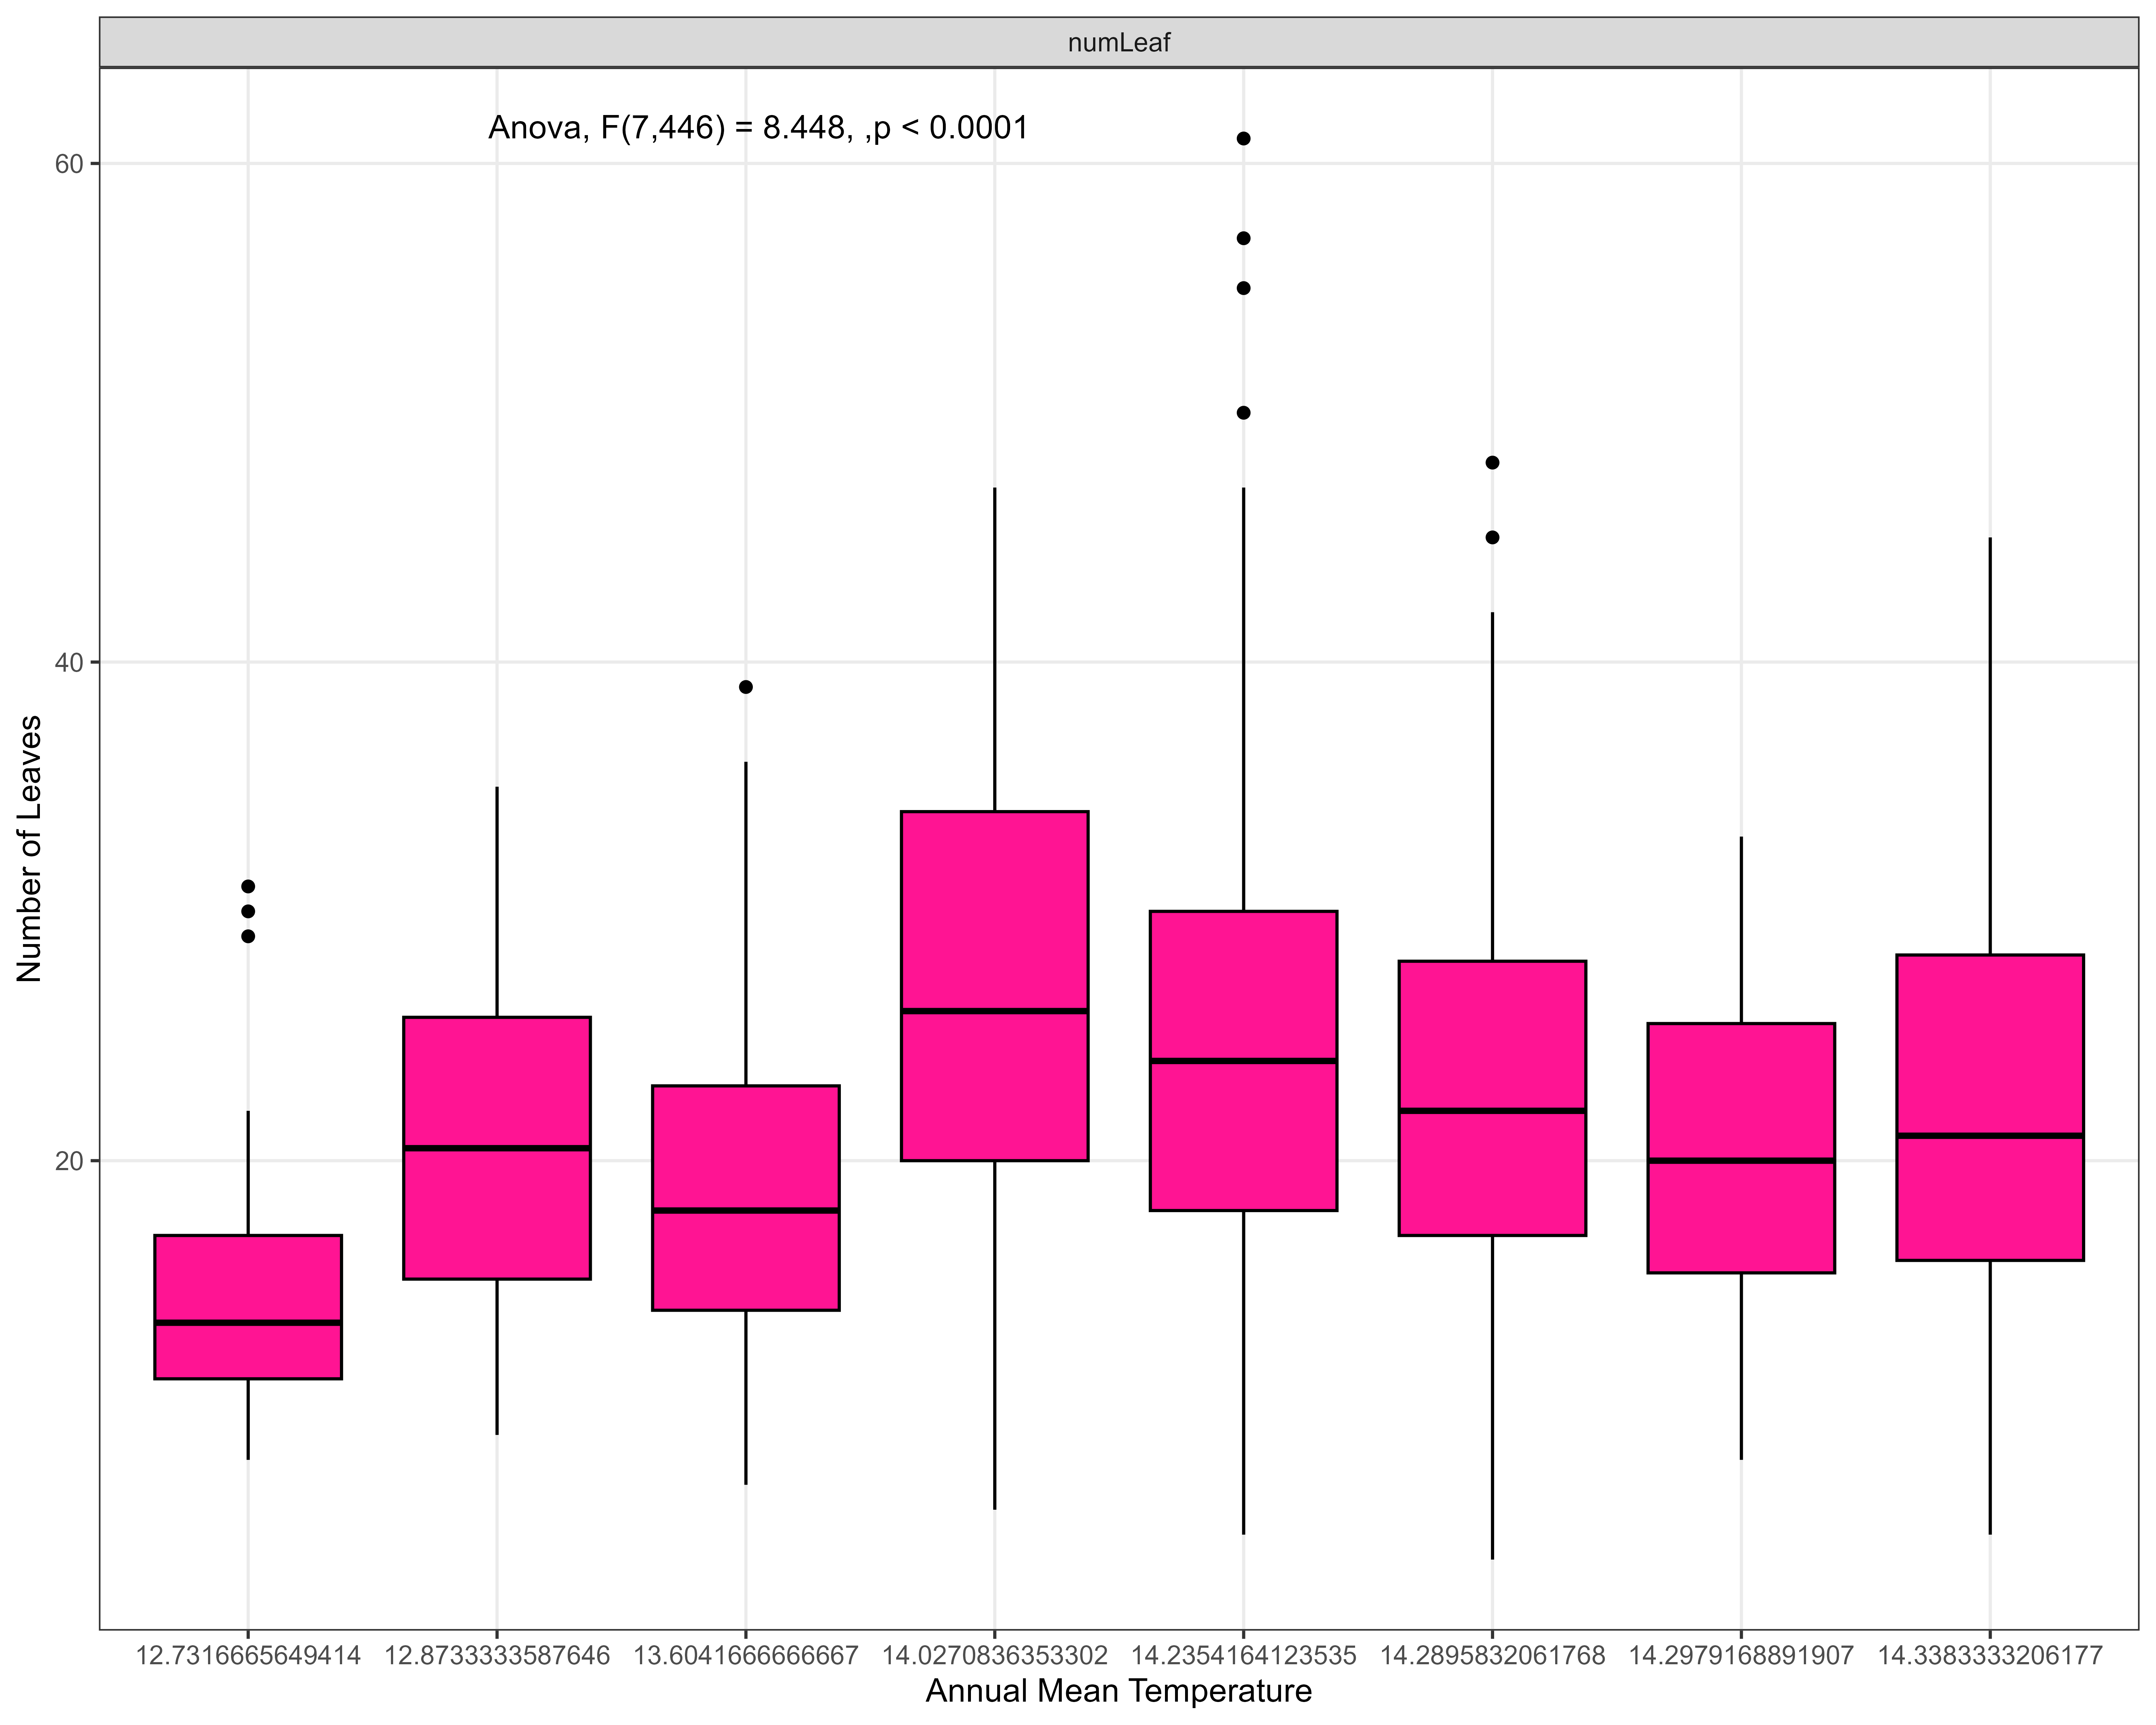 numLeaf
Anova, F(7,446) = 8.448, ,p < 0.0001
60
40
20
Number of Leaves
12.7316665649414 12.8733333587646 13.6041666666667 14.0270836353302 14.2354164123535 14.2895832061768 14.2979168891907 14.3383333206177
Annual Mean Temperature